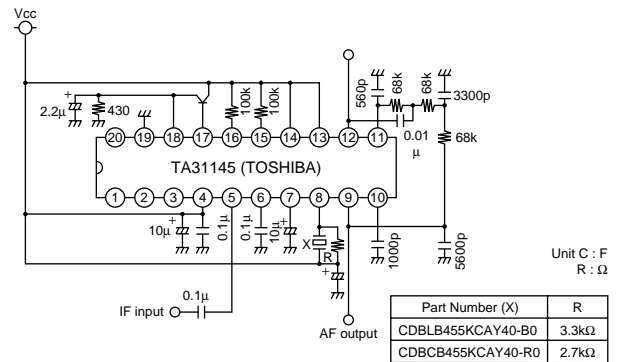 Vcc
2.2μ
+
430
100k
100k
560p
68k
68k
3300p
0.01
μ
68k
20 19 18 17 16 15 14 13 12 11
TA31145 (TOSHIBA)
1 2 3 4 5 6 7 8 9 10
10μ
+
0.1μ
0.1μ
10μ
+
X
R
+
1000p
5600p
Unit C : F
R : Ω
0.1μ
IF input
AF output
Part Number (X) R
CDBLB455KCAY40-B0 3.3kΩ
CDBCB455KCAY40-R0 2.7kΩ